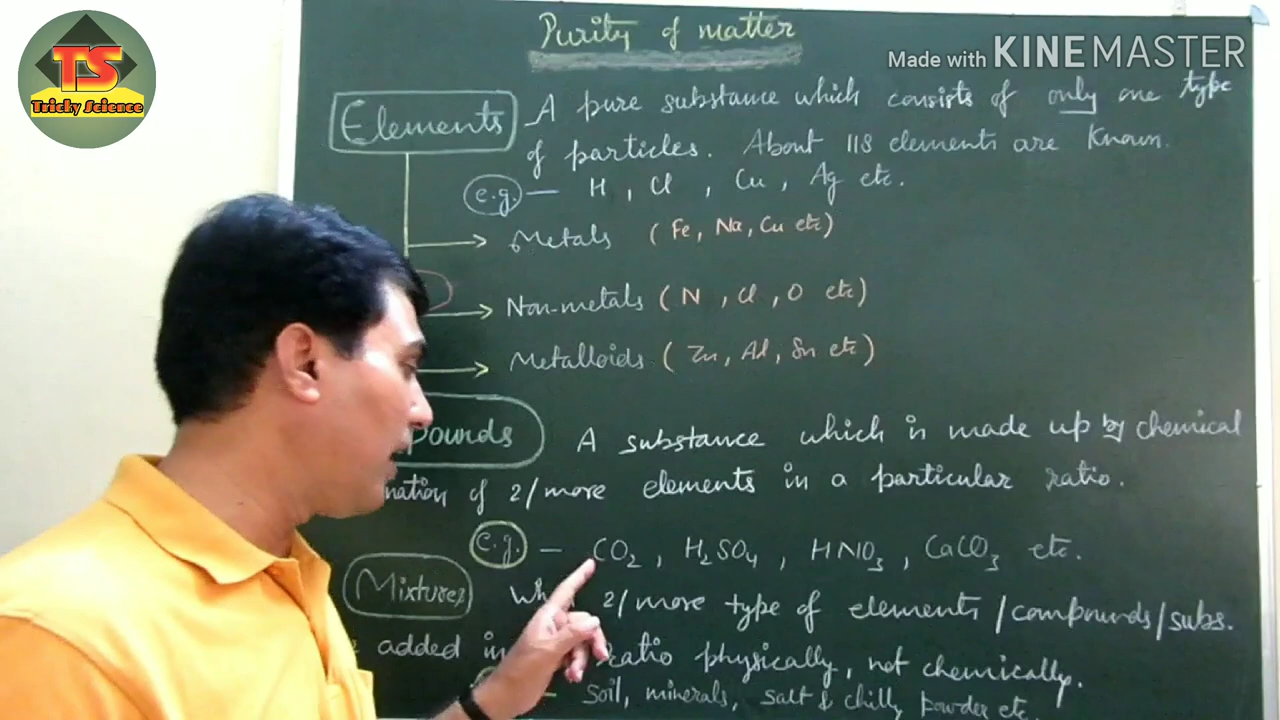 TS
Tricky Science
Purity of matter
Made with KINEMASTER
Elements
A pure substance which consists of only one type
of particles. About 118 elements are known.
e.g. — H, Cl, Cu, Ag etc.
Metals (Fe, Na, Cu etc)
Non-metals (N, Cl, O etc)
Metalloids (Zn, Al, Sn etc)
pounds
A substance which is made up by chemical
nation of 2/more elements in a particular ratio.
e.g. — CO2, H2SO4, HNO3, CaCO3 etc.
Mixtures
Wh 2/more type of elements/compounds/subs.
added in ratio physically, not chemically.
— Soil, minerals, salt & chilly powder etc.